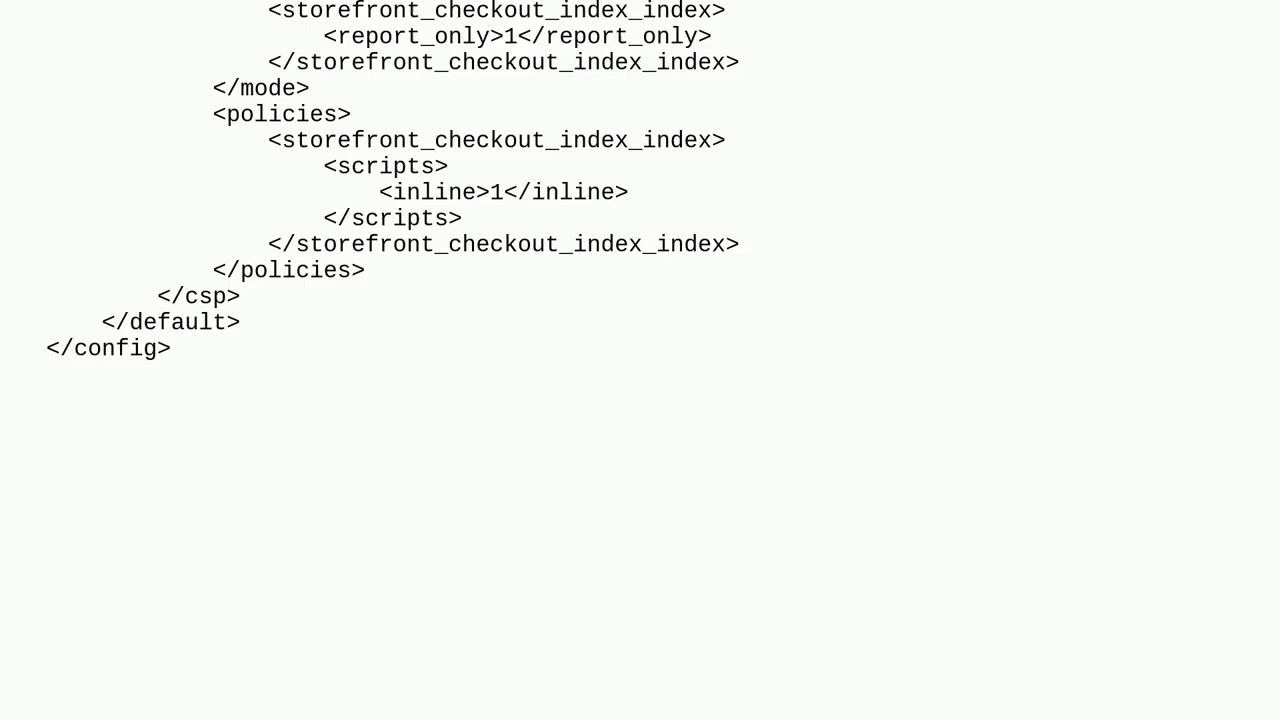 <storefront_checkout_index_index>
<report_only>1</report_only>
</storefront_checkout_index_index>
</mode>
<policies>
<storefront_checkout_index_index>
<scripts>
<inline>1</inline>
</scripts>
</storefront_checkout_index_index>
</policies>
</csp>
</default>
</config>